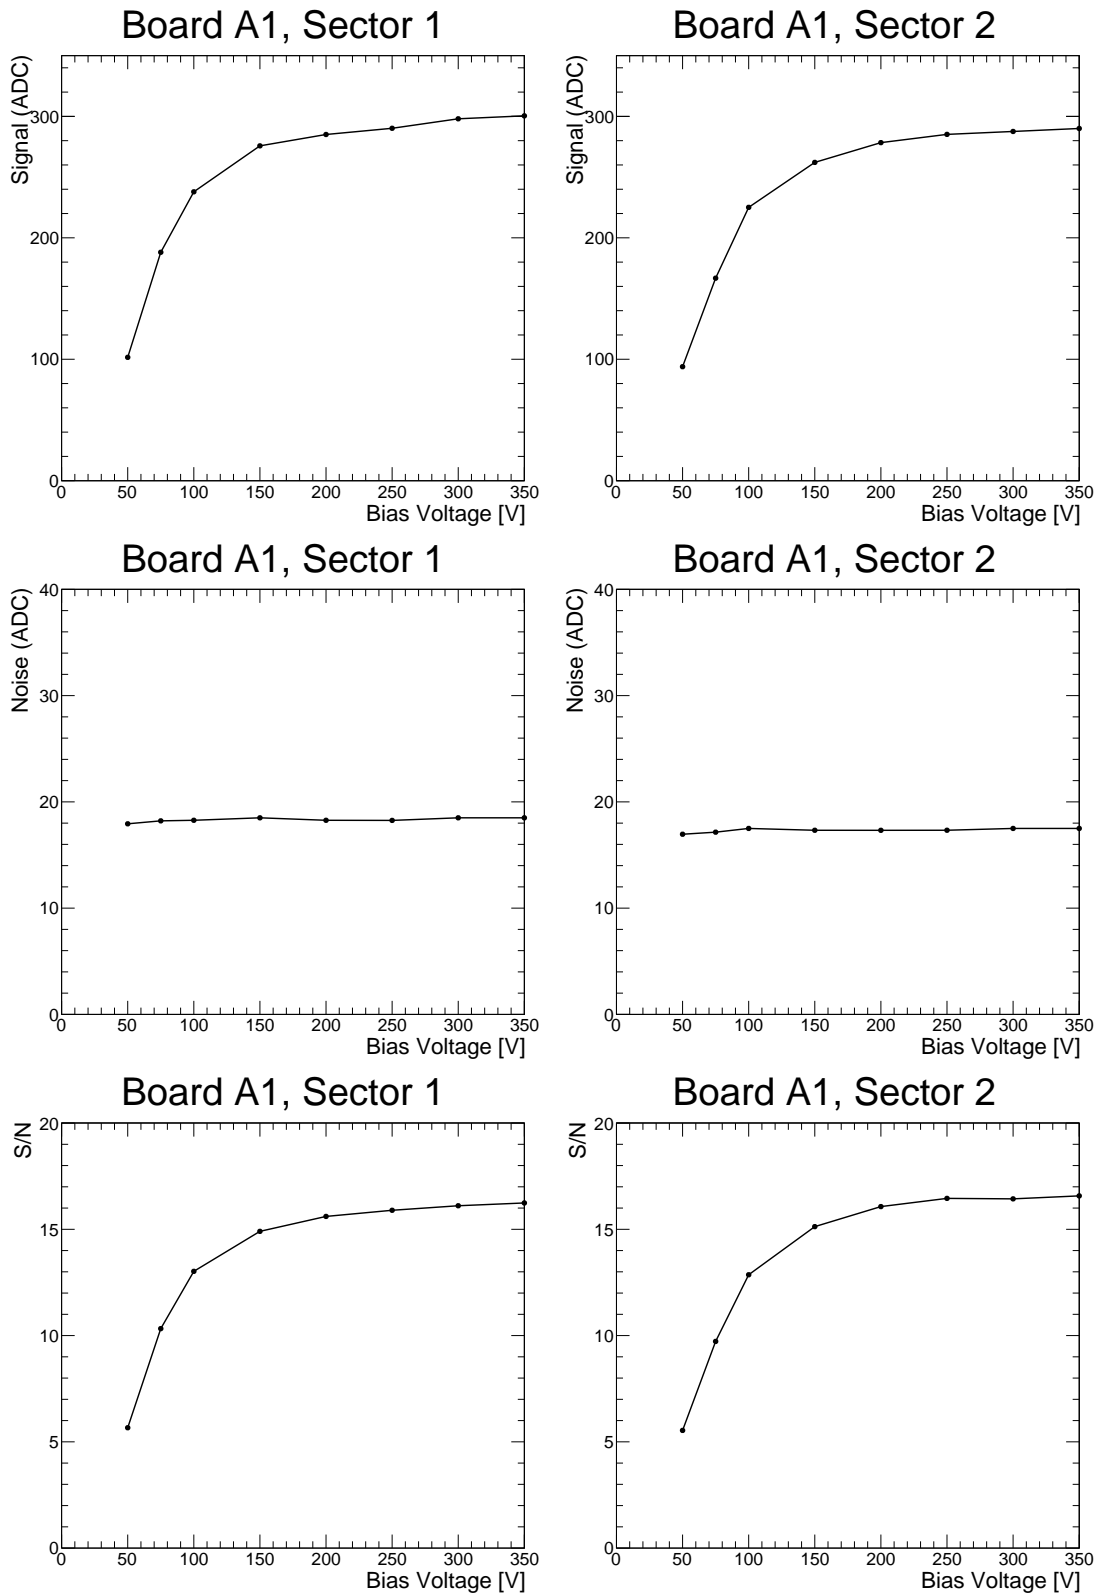 Board A1, Sector 1
Signal (ADC)
300
200
100
0
0 50 100 150 200 250 300 350
Bias Voltage [V]
Board A1, Sector 2
Signal (ADC)
300
200
100
0
0 50 100 150 200 250 300 350
Bias Voltage [V]
Board A1, Sector 1
Noise (ADC)
40
30
20
10
0
0 50 100 150 200 250 300 350
Bias Voltage [V]
Board A1, Sector 2
Noise (ADC)
40
30
20
10
0
0 50 100 150 200 250 300 350
Bias Voltage [V]
Board A1, Sector 1
S/N
20
15
10
5
0
0 50 100 150 200 250 300 350
Bias Voltage [V]
Board A1, Sector 2
S/N
20
15
10
5
0
0 50 100 150 200 250 300 350
Bias Voltage [V]